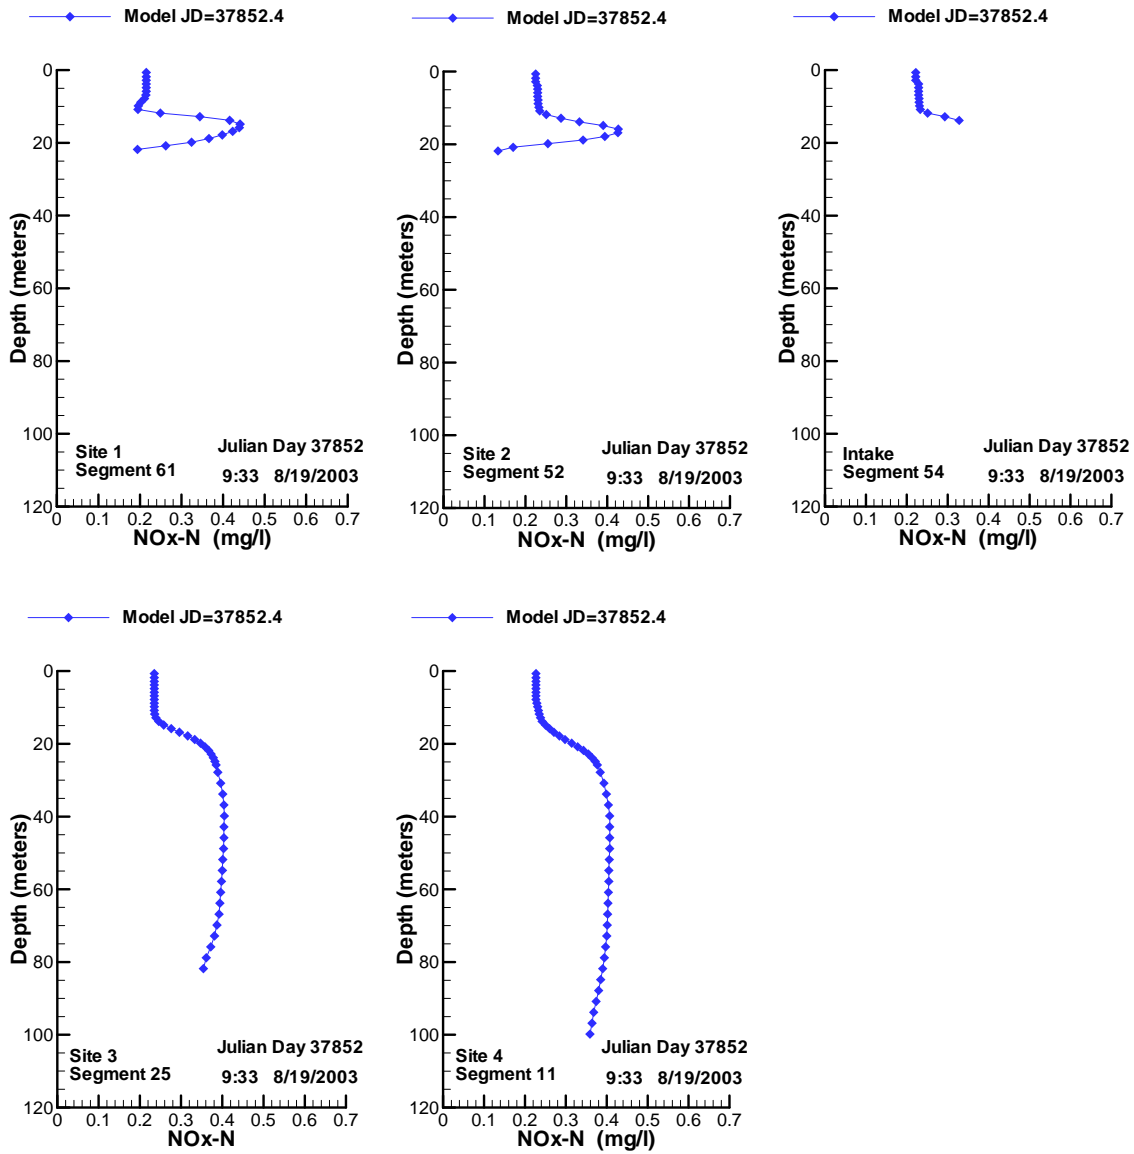 Model JD=37852.4
0
20
40
60
80
100
120
Depth (meters)
Site 1
Segment 61
Julian Day 37852
9:33 8/19/2003
0 0.1 0.2 0.3 0.4 0.5 0.6 0.7
NOx-N (mg/l)
Model JD=37852.4
0
20
40
60
80
100
120
Depth (meters)
Site 2
Segment 52
Julian Day 37852
9:33 8/19/2003
0 0.1 0.2 0.3 0.4 0.5 0.6 0.7
NOx-N (mg/l)
Model JD=37852.4
0
20
40
60
80
100
120
Depth (meters)
Intake
Segment 54
Julian Day 37852
9:33 8/19/2003
0 0.1 0.2 0.3 0.4 0.5 0.6 0.7
NOx-N (mg/l)
Model JD=37852.4
0
20
40
60
80
100
120
Depth (meters)
Site 3
Segment 25
Julian Day 37852
9:33 8/19/2003
0 0.1 0.2 0.3 0.4 0.5 0.6 0.7
NOx-N
Model JD=37852.4
0
20
40
60
80
100
120
Depth (meters)
Site 4
Segment 11
Julian Day 37852
9:33 8/19/2003
0 0.1 0.2 0.3 0.4 0.5 0.6 0.7
NOx-N (mg/l)